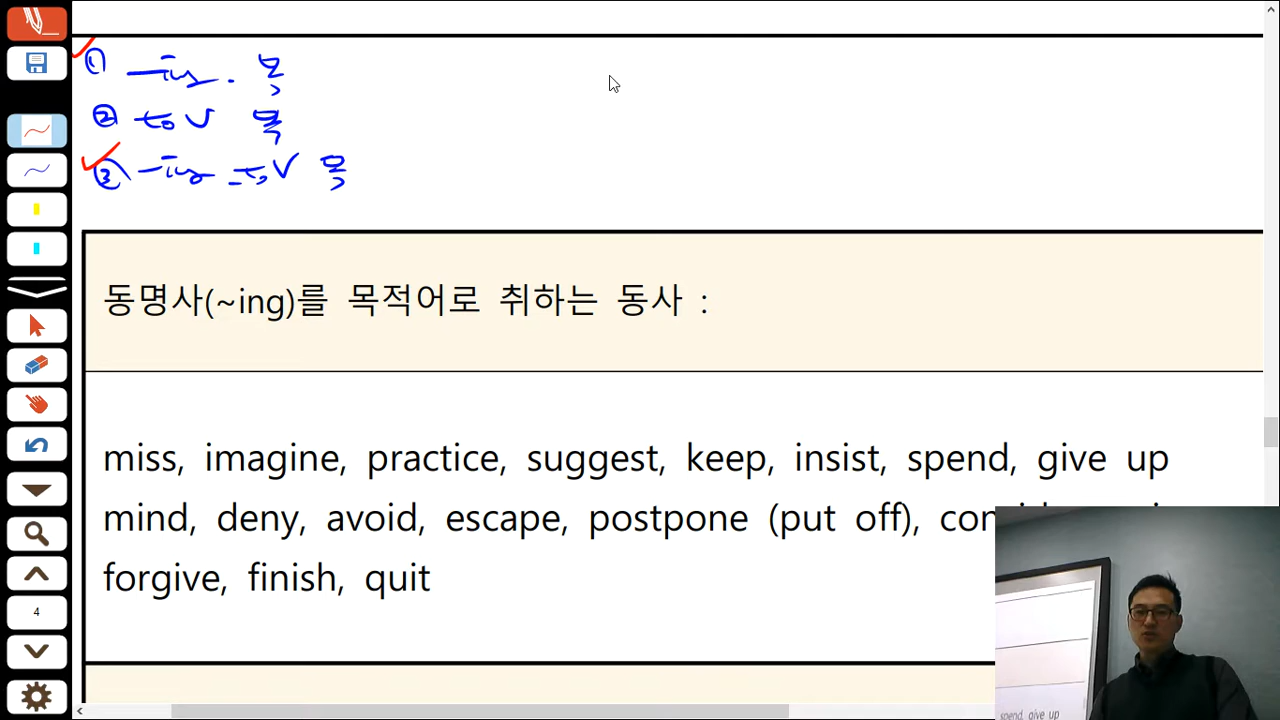 ① -ing. 목
② to V 목
③ -ing to V 목
동명사(~ing)를 목적어로 취하는 동사 :
miss, imagine, practice, suggest, keep, insist, spend, give up
mind, deny, avoid, escape, postpone (put off),
forgive, finish, quit
4
spend, give up